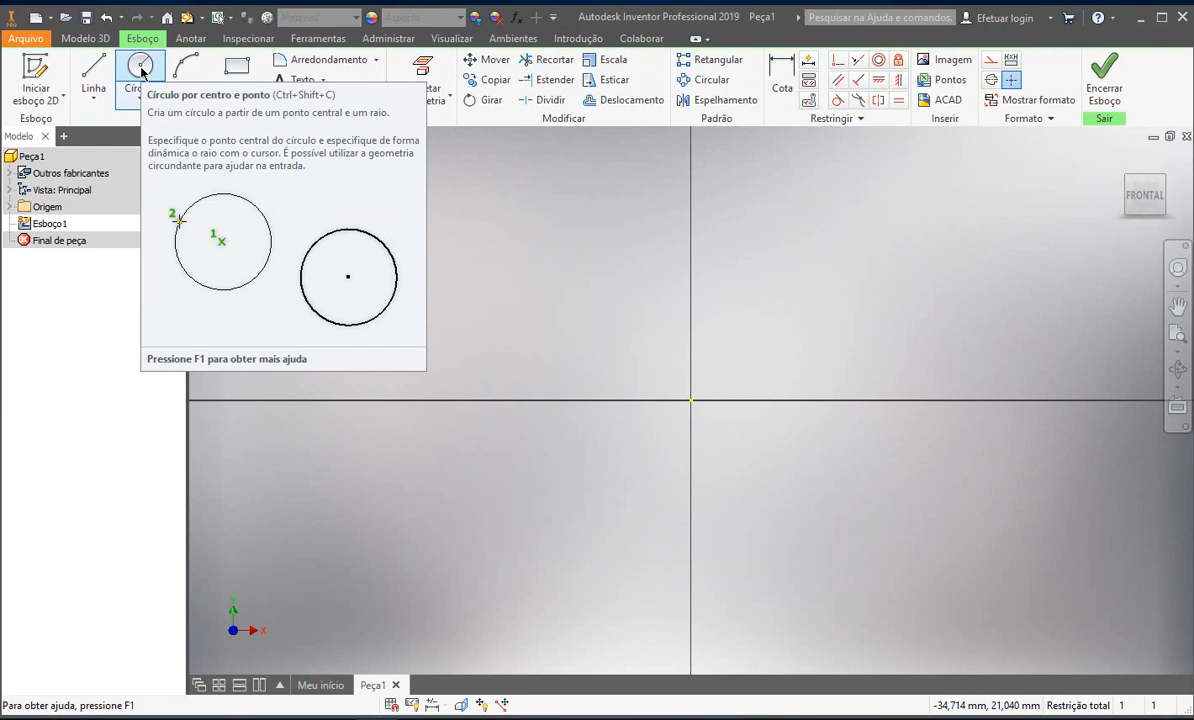 Material
Aspecto
Autodesk Inventor Professional 2019 Peça1
Pesquisar na Ajuda e comandos.
Efetuar login
PRO
Arquivo Modelo 3D Esboço Anotar Inspecionar Ferramentas Administrar Visualizar Ambientes Introdução Colaborar
Iniciar
esboço 2D
Esboço
Linha
Círc
Arredondamento
Texto
Mover Recortar Escala
Copiar Estender Esticar
Girar Dividir Deslocamento
Modificar
Retangular
Circular
Espelhamento
Padrão
Cota
Restringir
Imagem
Pontos
ACAD
Inserir
Mostrar formato
Formato
Encerrar
Esboço
Sair
Modelo
Peça1
Outros fabricantes
Vista: Principal
Origem
Esboço1
Final de peça
Círculo por centro e ponto (Ctrl+Shift+C)
Cria um círculo a partir de um ponto central e um raio.
Especifique o ponto central do círculo e especifique de forma
dinâmica o raio com o cursor. É possível utilizar a geometria
circundante para ajudar na entrada.
2
1
Pressione F1 para obter mais ajuda
FRONTAL
Y
X
Meu início Peça1
Para obter ajuda, pressione F1
-34,714 mm, 21,040 mm Restrição total 1 1